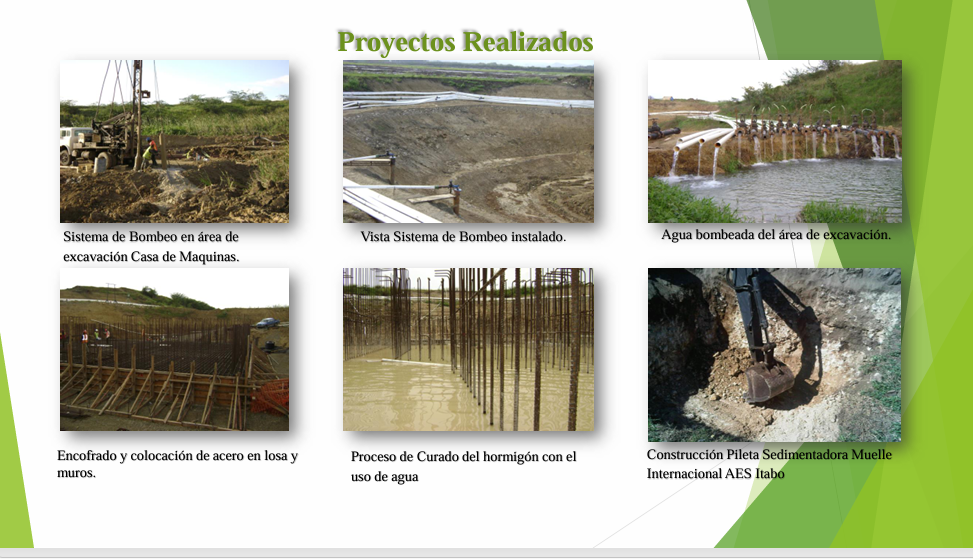 Proyectos Realizados
Sistema de Bombeo en área de
excavación Casa de Maquinas.
Vista Sistema de Bombeo instalado.
Agua bombeada del área de excavación.
Encofrado y colocación de acero en losa y
muros.
Proceso de Curado del hormigón con el
uso de agua
Construcción Pileta Sedimentadora Muelle
Internacional AES Itabo